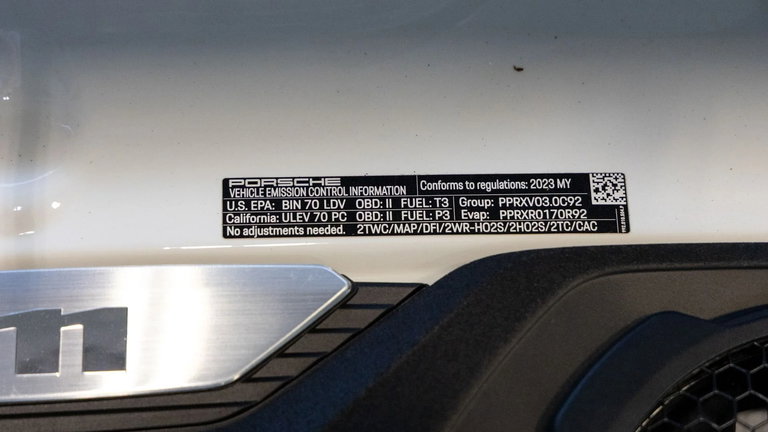 PORSCHE
VEHICLE EMISSION CONTROL INFORMATION
Conforms to regulations: 2023 MY
U.S. EPA: BIN 70 LDV OBD: II FUEL: T3 Group: PPRXV03.0C92
California: ULEV 70 PC OBD: II FUEL: P3 Evap: PPRXR0170R92
No adjustments needed. 2TWC/MAP/DFI/2WR-HO2S/2HO2S/2TC/CAC
11